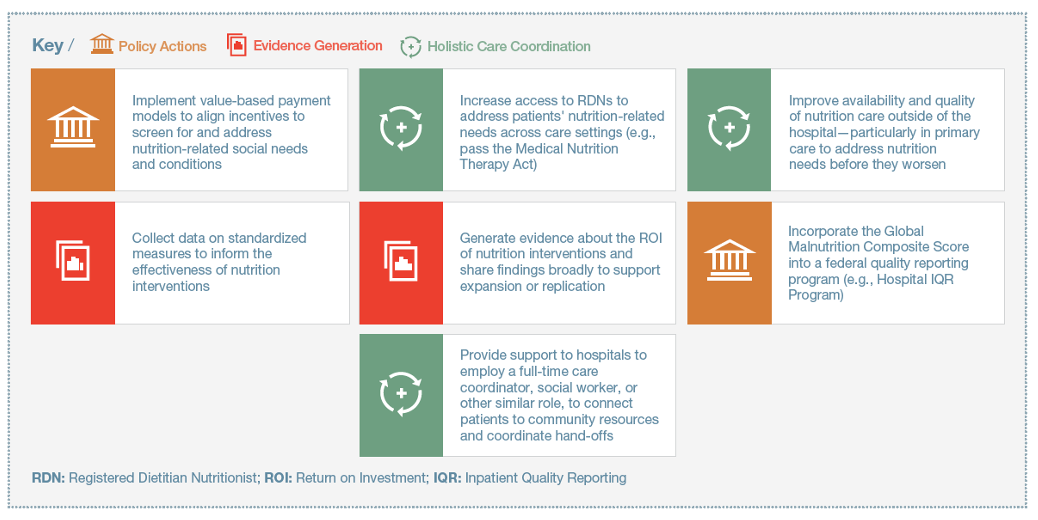 Key / Policy Actions Evidence Generation Holistic Care Coordination
Implement value-based payment
models to align incentives to
screen for and address
nutrition-related social needs
and conditions
Increase access to RDNs to
address patients' nutrition-related
needs across care settings (e.g.,
pass the Medical Nutrition
Therapy Act)
Improve availability and quality
of nutrition care outside of the
hospital—particularly in primary
care to address nutrition
needs before they worsen
Collect data on standardized
measures to inform the
effectiveness of nutrition
interventions
Generate evidence about the ROI
of nutrition interventions and
share findings broadly to support
expansion or replication
Incorporate the Global
Malnutrition Composite Score
into a federal quality reporting
program (e.g., Hospital IQR
Program)
Provide support to hospitals to
employ a full-time care
coordinator, social worker, or
other similar role, to connect
patients to community resources
and coordinate hand-offs
RDN: Registered Dietitian Nutritionist; ROI: Return on Investment; IQR: Inpatient Quality Reporting